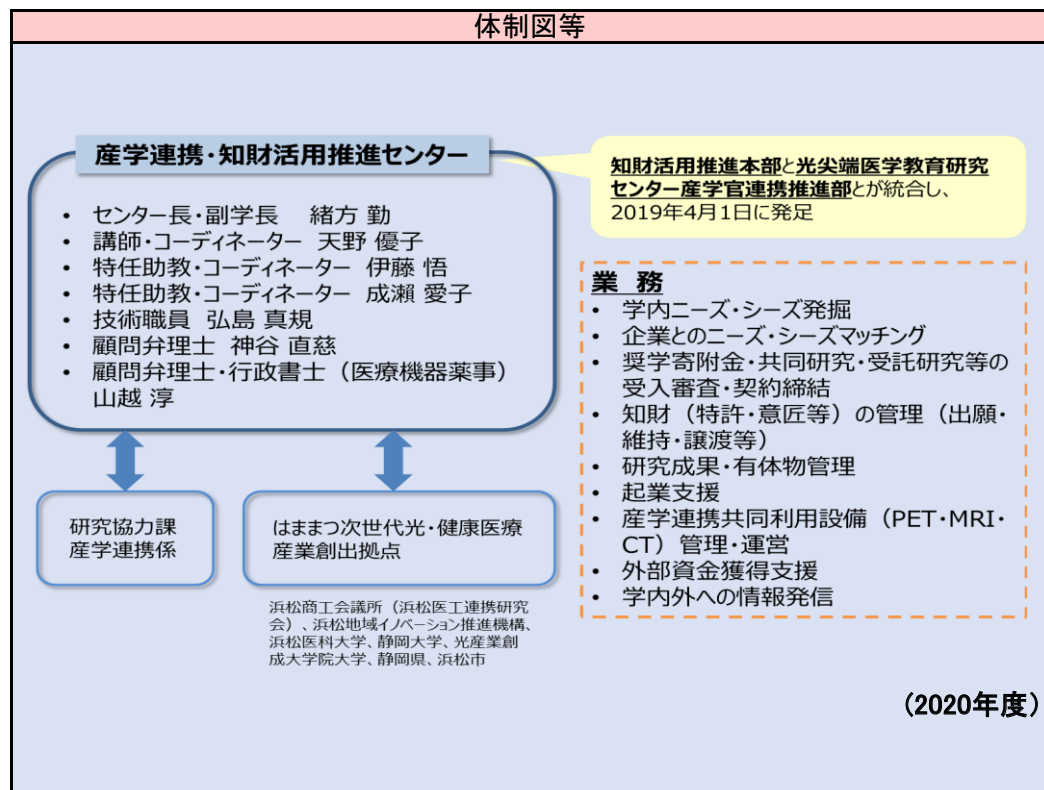 体制図等
産学連携・知財活用推進センター
• センター長・副学長 緒方 勤
• 講師・コーディネーター 天野 優子
• 特任助教・コーディネーター 伊藤 悟
• 特任助教・コーディネーター 成瀬 愛子
• 技術職員 弘島 真規
• 顧問弁理士 神谷 直慈
• 顧問弁理士・行政書士（医療機器薬事）
山越 淳
知財活用推進本部と光尖端医学教育研究
センター産学官連携推進部とが統合し、
2019年4月1日に発足
業 務
• 学内ニーズ・シーズ発掘
• 企業とのニーズ・シーズマッチング
• 奨学寄附金・共同研究・受託研究等の
受入審査・契約締結
• 知財（特許・意匠等）の管理（出願・
維持・譲渡等）
• 研究成果・有体物管理
• 起業支援
• 産学連携共同利用設備（PET・MRI・
CT）管理・運営
• 外部資金獲得支援
• 学内外への情報発信
研究協力課
産学連携係
はままつ次世代光・健康医療
産業創出拠点
浜松商工会議所（浜松医工連携研究
会）、浜松地域イノベーション推進機構、
浜松医科大学、静岡大学、光産業創
成大学院大学、静岡県、浜松市
(2020年度)